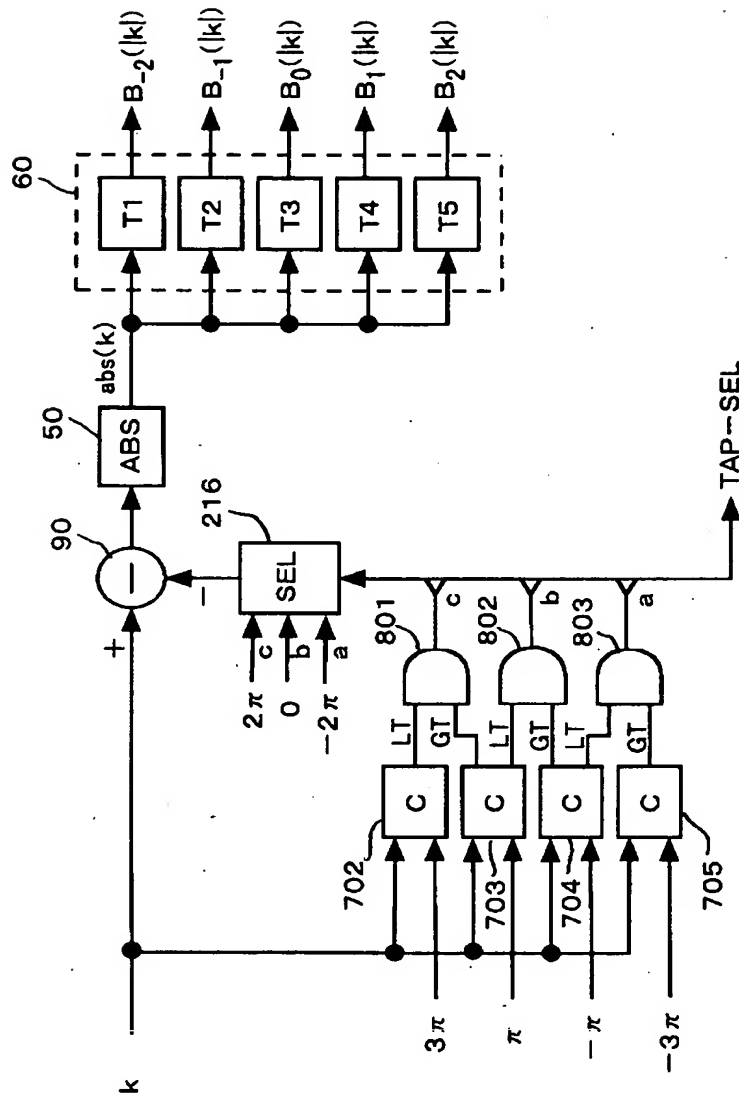 60
T1
B₋₂(|k|)
T2
B₋₁(|k|)
T3
B₀(|k|)
T4
B₁(|k|)
T5
B₂(|k|)
abs(k)
50
ABS
90
+
−
−
216
SEL
2π
c
0
b
−2π
a
k
801
c
802
b
803
a
LT
GT
LT
GT
LT
GT
702
C
703
C
704
C
705
C
3π
π
−π
−3π
TAP−SEL